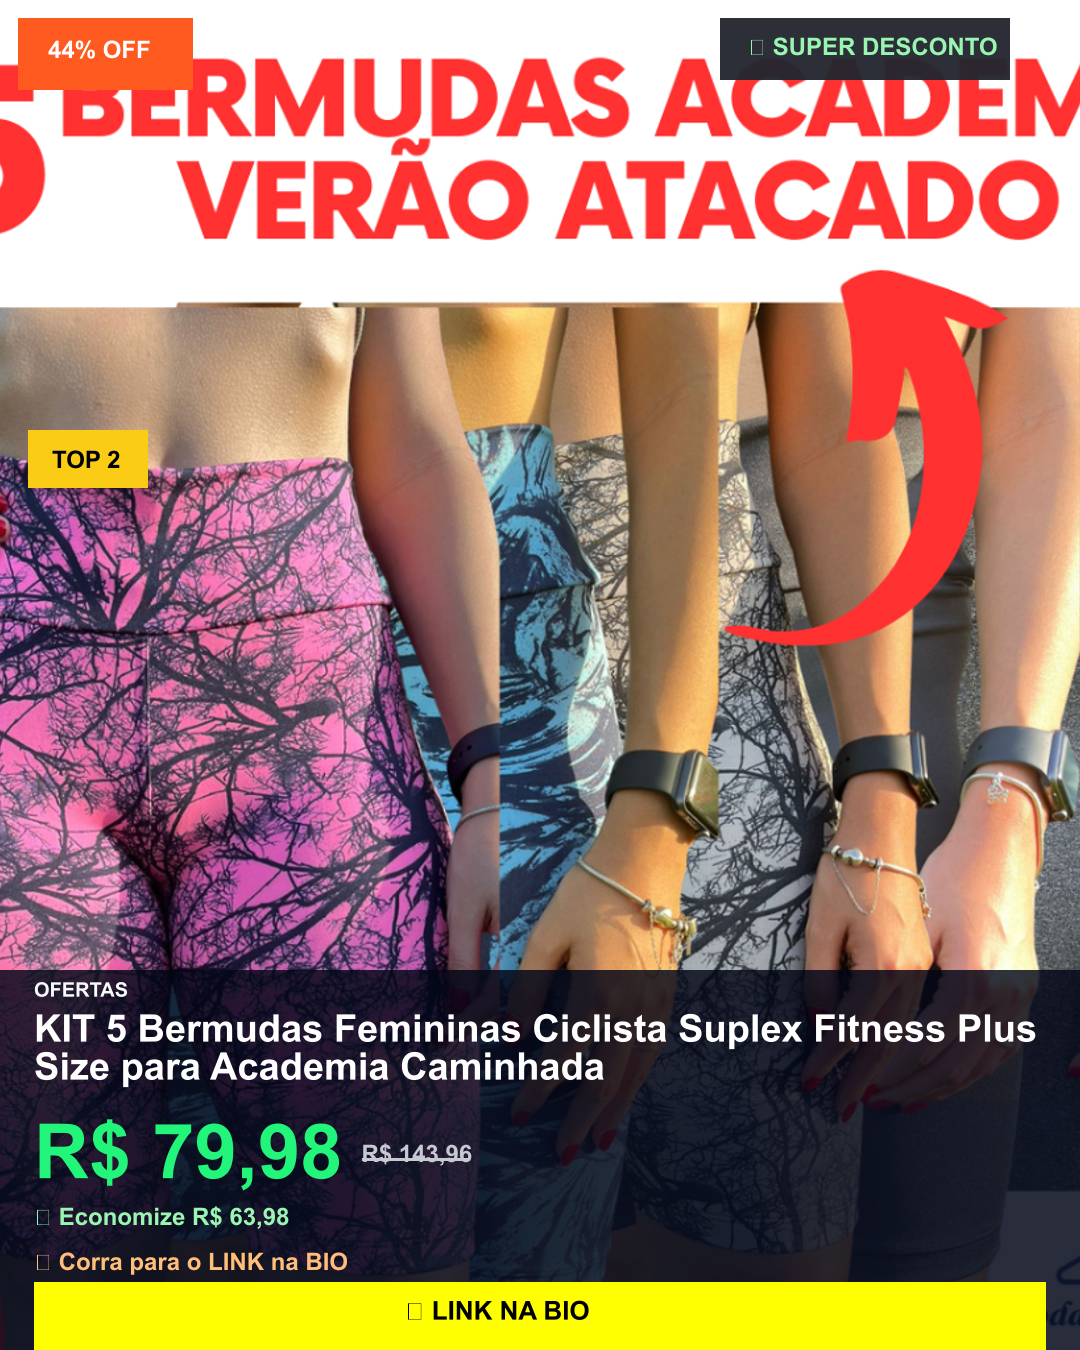 44% OFF
SUPER DESCONTO
5 BERMUDAS ACADEM
VERÃO ATACADO
TOP 2
OFERTAS
KIT 5 Bermudas Femininas Ciclista Suplex Fitness Plus
Size para Academia Caminhada
R$ 79,98 R$ 143,96
Economize R$ 63,98
Corra para o LINK na BIO
LINK NA BIO